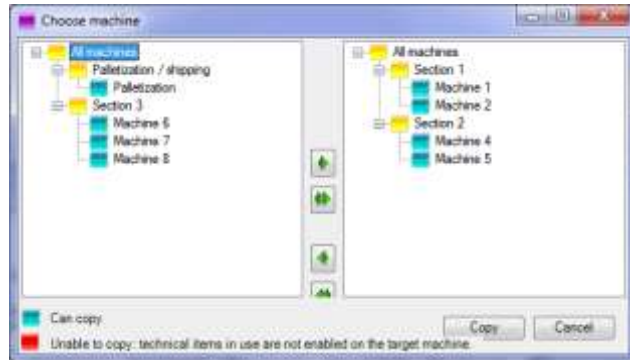 Choose machine
All machines
Palletization / shipping
Palletization
Section 3
Machine 6
Machine 7
Machine 8
All machines
Section 1
Machine 1
Machine 2
Section 2
Machine 4
Machine 5
Can copy
Unable to copy: technical items in use are not enabled on the target machine.
Copy
Cancel